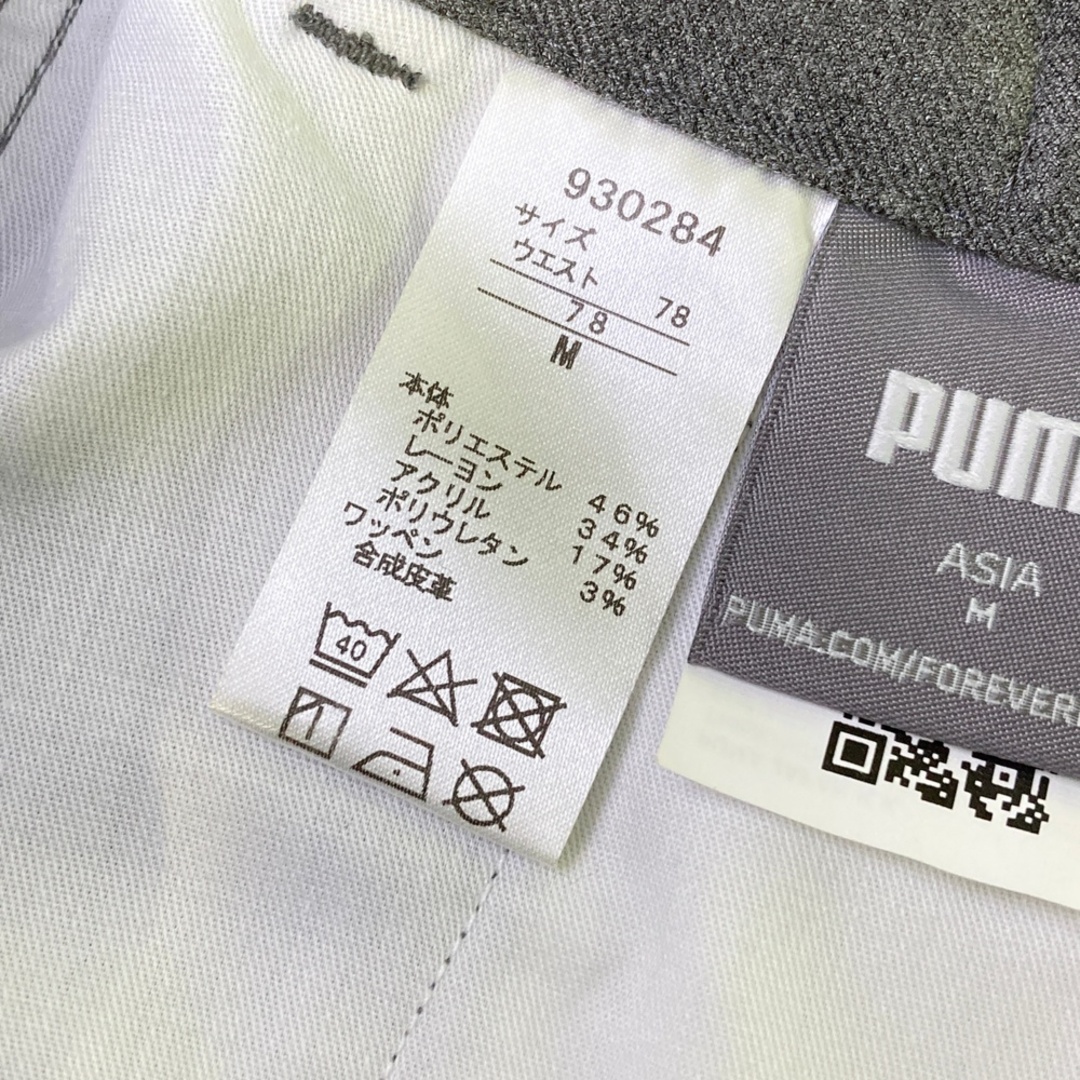 930284
サイズ
ウエスト 78
78
M
本体
ポリエステル 46%
レーヨン 34%
アクリル 17%
ポリウレタン 3%
ワッペン
合成皮革
40
PUMA
ASIA
M
PUMA.COM/FOREVER